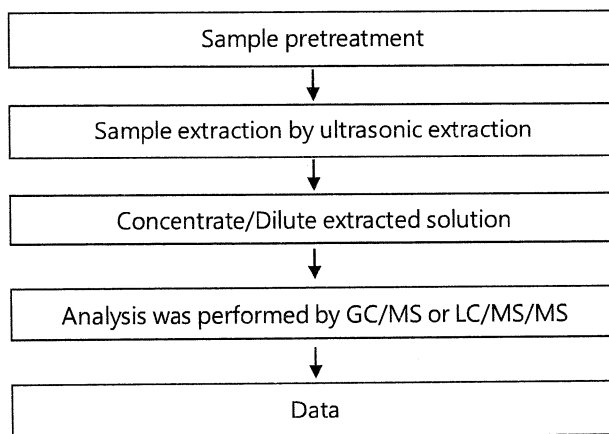 Sample pretreatment
Sample extraction by ultrasonic extraction
Concentrate/Dilute extracted solution
Analysis was performed by GC/MS or LC/MS/MS
Data